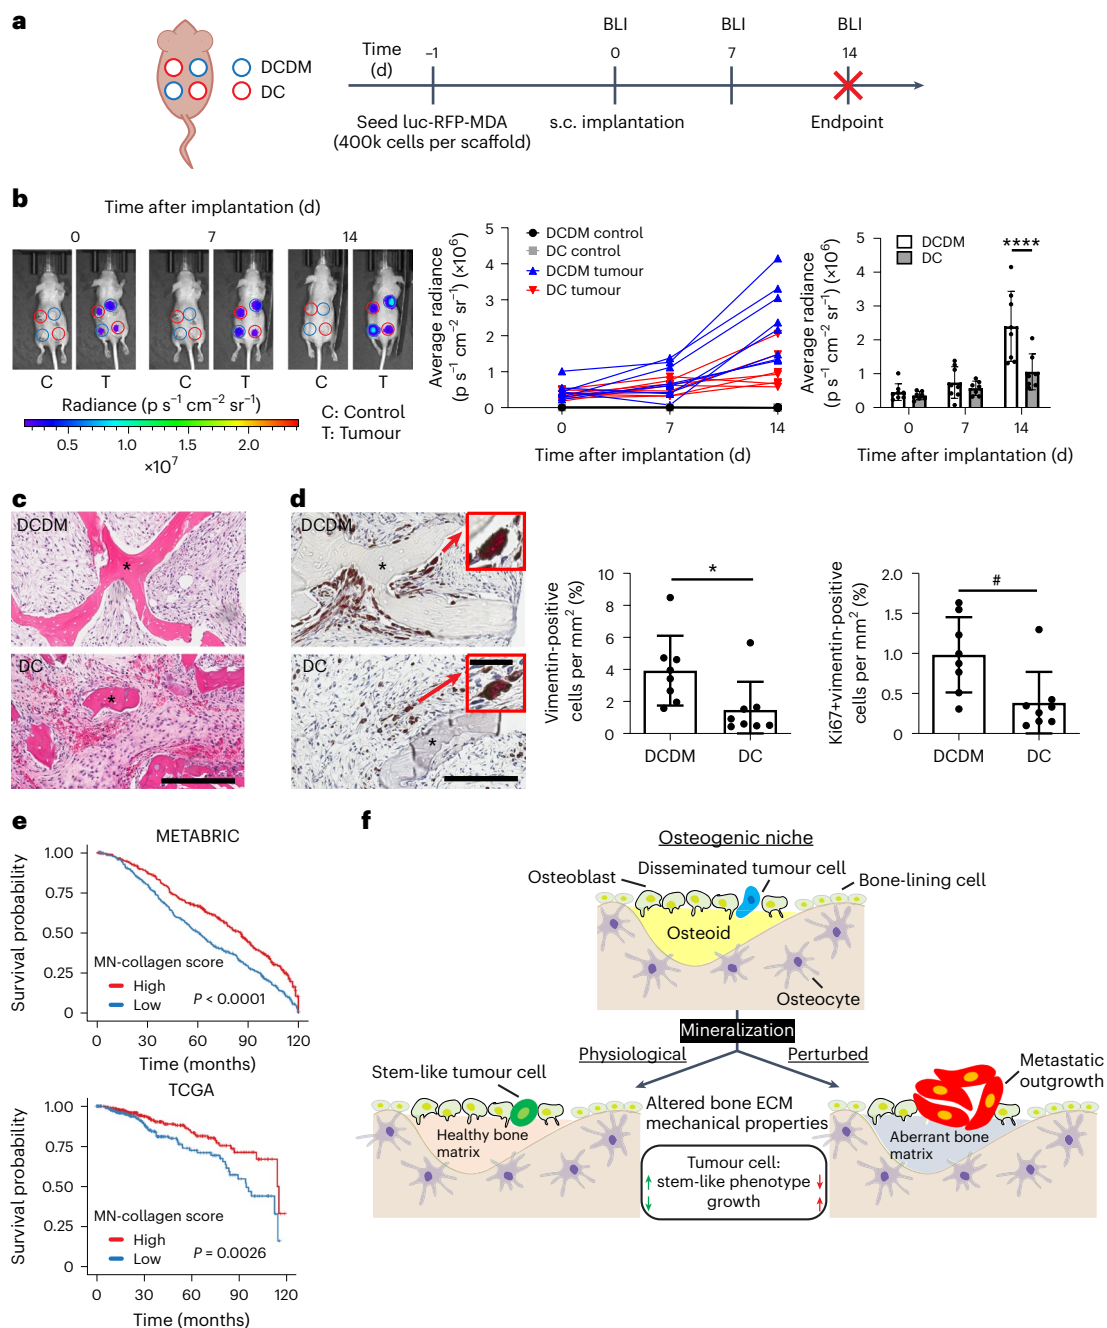 a
DCDM
DC
Time
(d)
–1
BLI
0
BLI
7
BLI
14
Seed luc-RFP-MDA
(400k cells per scaffold)
s.c. implantation
Endpoint
b
Time after implantation (d)
0
7
14
C
T
C
T
C
T
Radiance (p s⁻¹ cm⁻² sr⁻¹)
0.5
1.0
1.5
2.0
×10⁷
C: Control
T: Tumour
Average radiance
(p s⁻¹ cm⁻² sr⁻¹) (×10⁶)
5
4
3
2
1
0
DCDM control
DC control
DCDM tumour
DC tumour
0
7
14
Time after implantation (d)
Average radiance
(p s⁻¹ cm⁻² sr⁻¹) (×10⁶)
5
4
3
2
1
0
DCDM
DC
****
0
7
14
Time after implantation (d)
c
DCDM
*
DC
*
d
DCDM
*
DC
*
Vimentin-positive
cells per mm² (%)
10
8
6
4
2
0
*
DCDM
DC
Ki67+vimentin-positive
cells per mm² (%)
2.0
1.5
1.0
0.5
0
#
DCDM
DC
e
METABRIC
Survival probability
1.00
0.75
0.50
0.25
0
MN-collagen score
High
Low
P < 0.0001
0
30
60
90
120
Time (months)
TCGA
Survival probability
1.00
0.75
0.50
0.25
0
MN-collagen score
High
Low
P = 0.0026
0
30
60
90
120
Time (months)
f
Osteogenic niche
Osteoblast
Disseminated tumour cell
Bone-lining cell
Osteoid
Osteocyte
Mineralization
Physiological
Perturbed
Stem-like tumour cell
Healthy bone
matrix
Altered bone ECM
mechanical properties
Metastatic
outgrowth
Aberrant bone
matrix
Tumour cell:
↑ stem-like phenotype ↓
↓ growth ↑